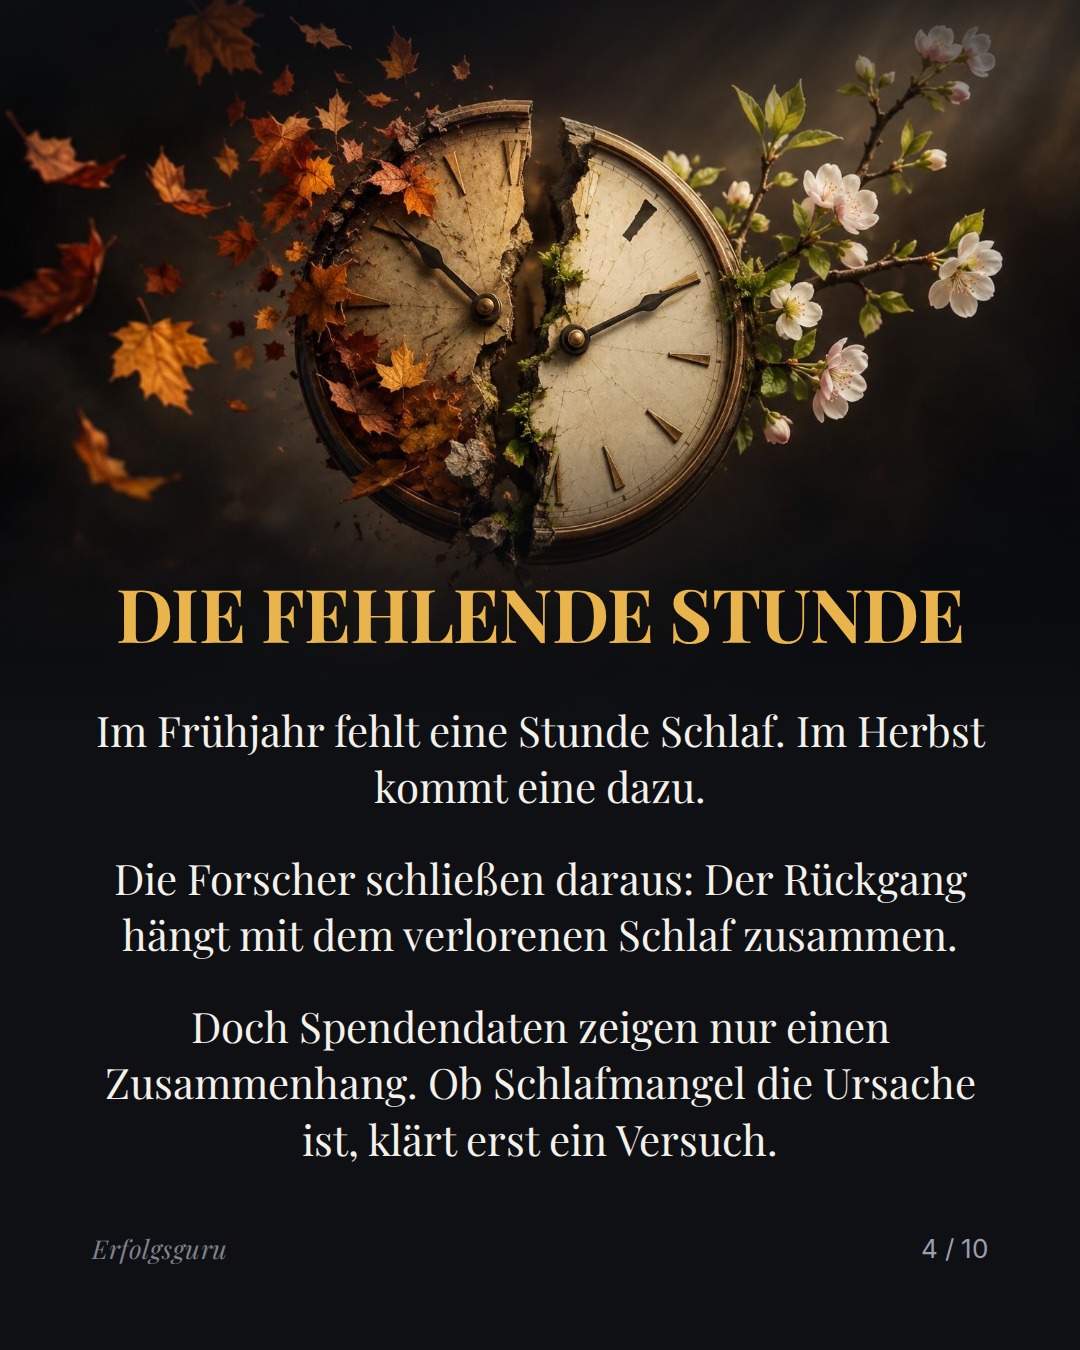 DIE FEHLENDE STUNDE
Im Frühjahr fehlt eine Stunde Schlaf. Im Herbst
kommt eine dazu.
Die Forscher schließen daraus: Der Rückgang
hängt mit dem verlorenen Schlaf zusammen.
Doch Spendendaten zeigen nur einen
Zusammenhang. Ob Schlafmangel die Ursache
ist, klärt erst ein Versuch.
Erfolgsguru
4 / 10